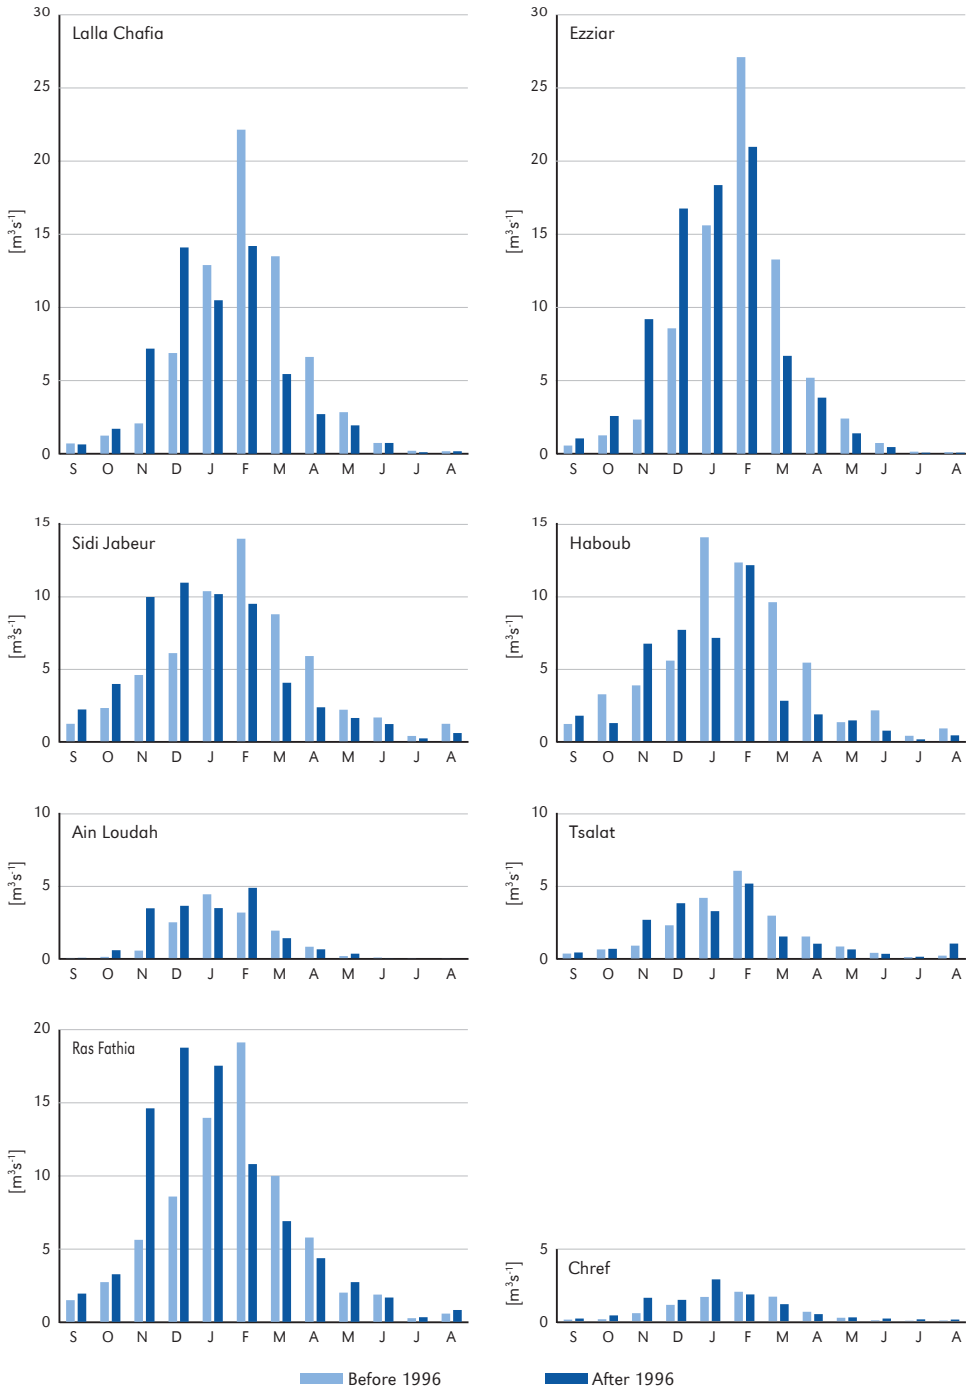 Lalla Chafia
30
25
20
15
10
5
0
[m³s⁻¹]
S O N D J F M A M J J A
Ezziar
30
25
20
15
10
5
0
[m³s⁻¹]
S O N D J F M A M J J A
Sidi Jabeur
15
10
5
0
[m³s⁻¹]
S O N D J F M A M J J A
Haboub
15
10
5
0
[m³s⁻¹]
S O N D J F M A M J J A
Ain Loudah
10
5
0
[m³s⁻¹]
S O N D J F M A M J J A
Tsalat
10
5
0
[m³s⁻¹]
S O N D J F M A M J J A
Ras Fathia
20
15
10
5
0
[m³s⁻¹]
S O N D J F M A M J J A
Chref
5
0
[m³s⁻¹]
S O N D J F M A M J J A
Before 1996
After 1996